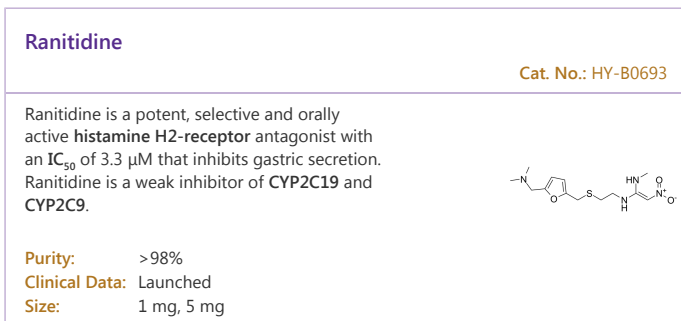 Ranitidine
Cat. No.: HY-B0693
Ranitidine is a potent, selective and orally
active histamine H2-receptor antagonist with
an IC50 of 3.3 μM that inhibits gastric secretion.
Ranitidine is a weak inhibitor of CYP2C19 and
CYP2C9.
N
O
S
N
H
HN
O
N+
O-
Purity: >98%
Clinical Data: Launched
Size: 1 mg, 5 mg